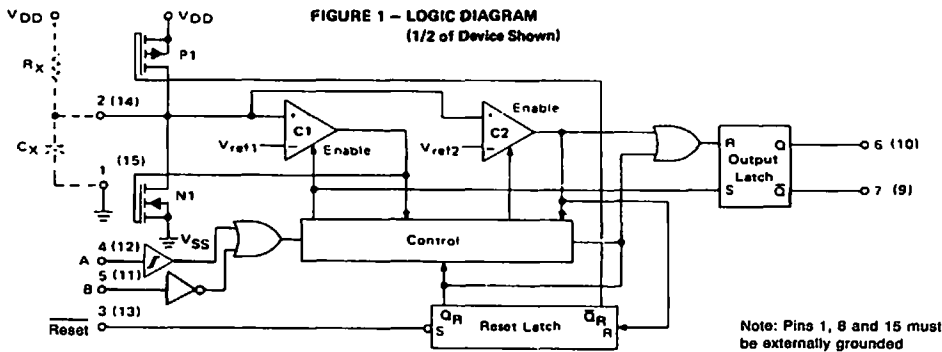 FIGURE 1 – LOGIC DIAGRAM
(1/2 of Device Shown)
VDD
VDD
P1
RX
2 (14)
CX
1
(15)
N1
VSS
+
C1
−
Vref1
Enable
+
C2
−
Vref2
Enable
R Q
Output
Latch
S Q̅
6 (10)
7 (9)
Control
4 (12)
A
5 (11)
B
3 (13)
R̅e̅s̅e̅t̅
QR
Q̅R
S
Reset Latch
R
Note: Pins 1, 8 and 15 must
be externally grounded